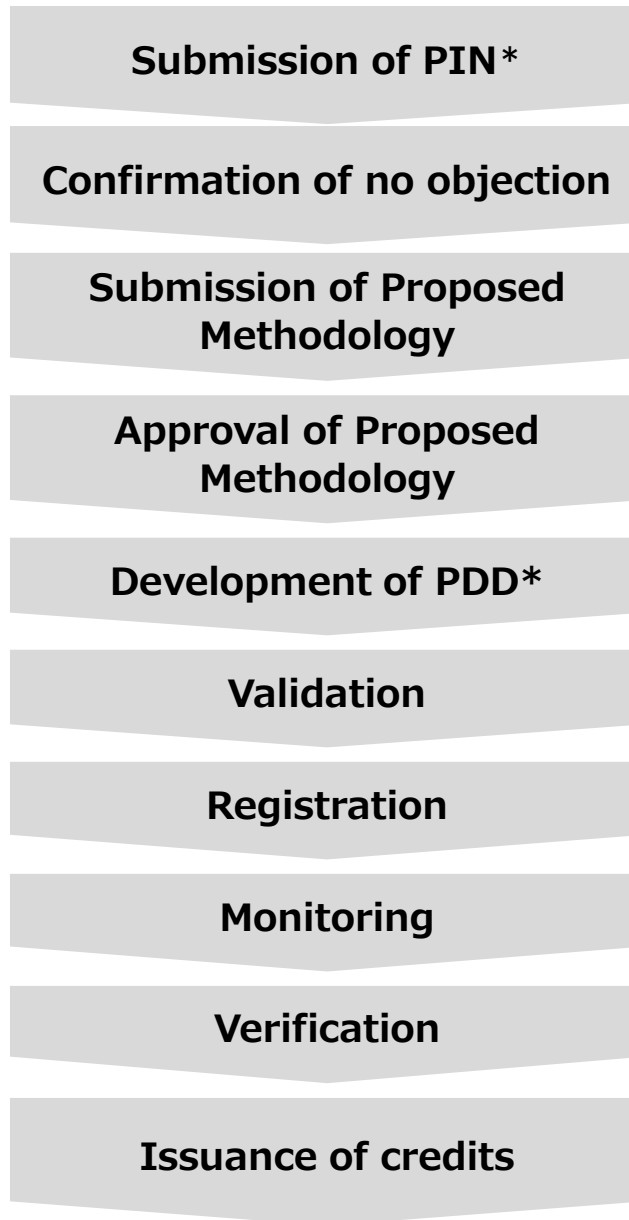 Submission of PIN*
Confirmation of no objection
Submission of Proposed
Methodology
Approval of Proposed
Methodology
Development of PDD*
Validation
Registration
Monitoring
Verification
Issuance of credits